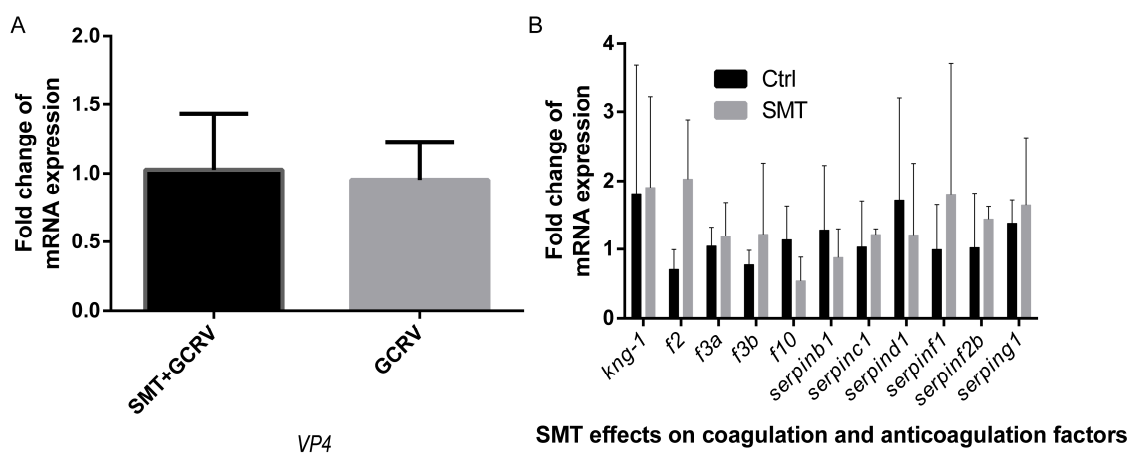 A
Fold change of
mRNA expression
2.0
1.5
1.0
0.5
0.0
SMT+GCRV
GCRV
VP4
B
Fold change of
mRNA expression
4
3
2
1
0
Ctrl
SMT
kng-1
f2
f3a
f3b
f10
serpinb1
serpinc1
serpind1
serpinf1
serpinf2b
serping1
SMT effects on coagulation and anticoagulation factors